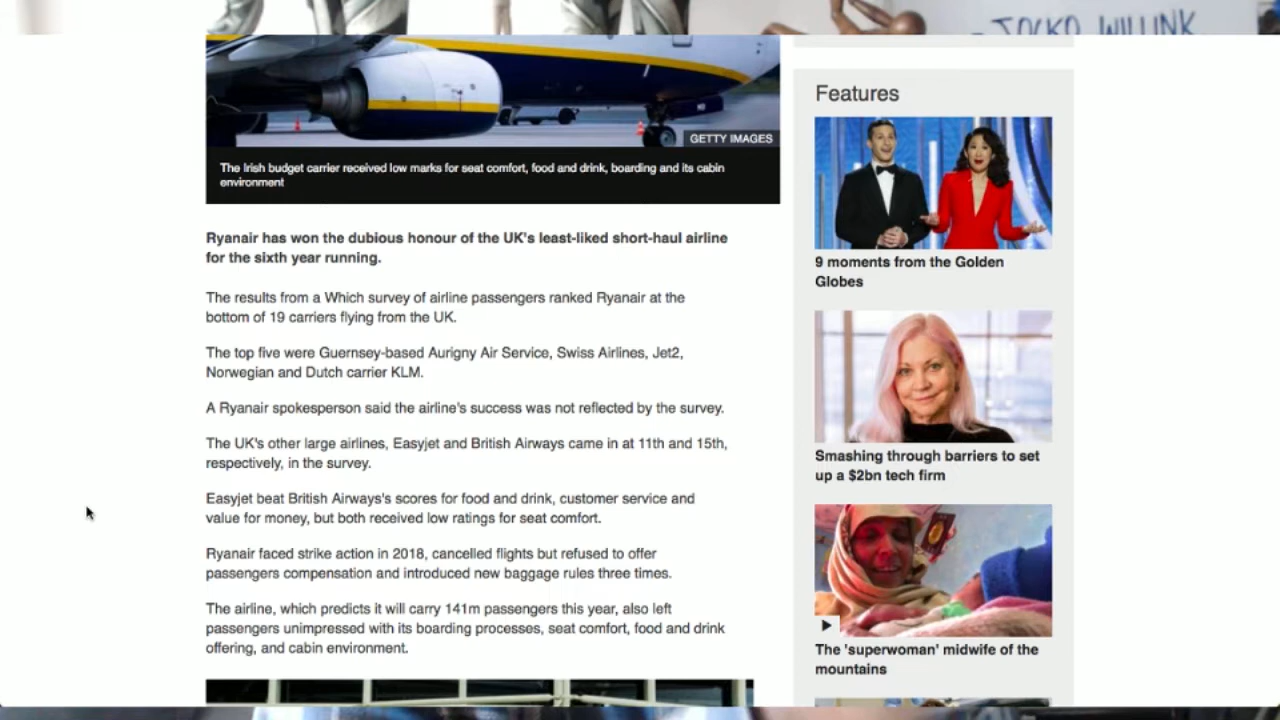 JOCKO WILLINK
GETTY IMAGES
The Irish budget carrier received low marks for seat comfort, food and drink, boarding and its cabin
environment
Ryanair has won the dubious honour of the UK's least-liked short-haul airline
for the sixth year running.
The results from a Which survey of airline passengers ranked Ryanair at the
bottom of 19 carriers flying from the UK.
The top five were Guernsey-based Aurigny Air Service, Swiss Airlines, Jet2,
Norwegian and Dutch carrier KLM.
A Ryanair spokesperson said the airline's success was not reflected by the survey.
The UK's other large airlines, Easyjet and British Airways came in at 11th and 15th,
respectively, in the survey.
Easyjet beat British Airways's scores for food and drink, customer service and
value for money, but both received low ratings for seat comfort.
Ryanair faced strike action in 2018, cancelled flights but refused to offer
passengers compensation and introduced new baggage rules three times.
The airline, which predicts it will carry 141m passengers this year, also left
passengers unimpressed with its boarding processes, seat comfort, food and drink
offering, and cabin environment.
Features
9 moments from the Golden
Globes
Smashing through barriers to set
up a $2bn tech firm
The 'superwoman' midwife of the
mountains